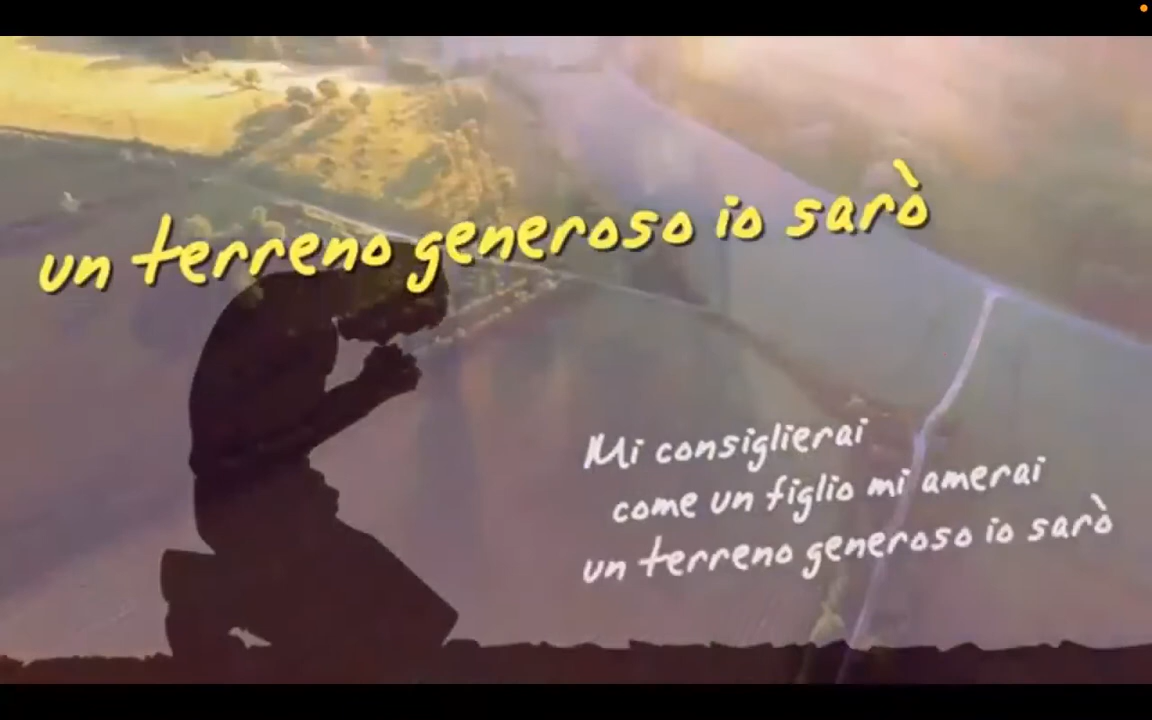 un terreno generoso io sarò
Mi consiglierai
come un figlio mi amerai
un terreno generoso io sarò